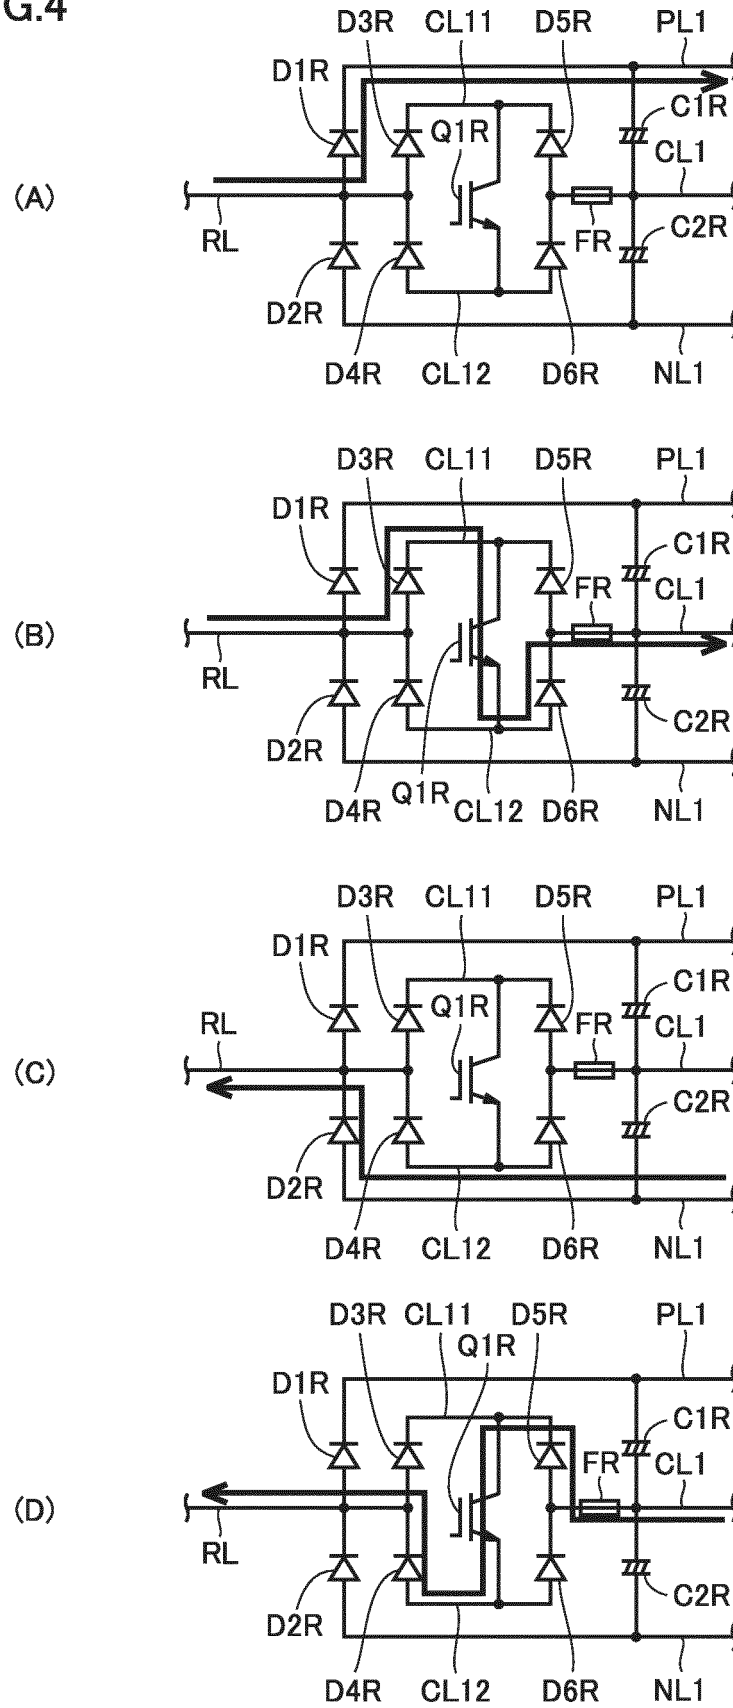 G.4
D3R CL11 D5R PL1
D1R
Q1R C1R
CL1
(A)
RL FR C2R
D2R
D4R CL12 D6R NL1
D3R CL11 D5R PL1
D1R
C1R
FR CL1
(B)
RL
D2R C2R
D4R Q1R CL12 D6R NL1
D3R CL11 D5R PL1
D1R
Q1R C1R
RL FR CL1
(C)
C2R
D2R
D4R CL12 D6R NL1
D3R CL11 D5R PL1
Q1R
D1R
C1R
FR CL1
(D)
RL
D2R C2R
D4R CL12 D6R NL1